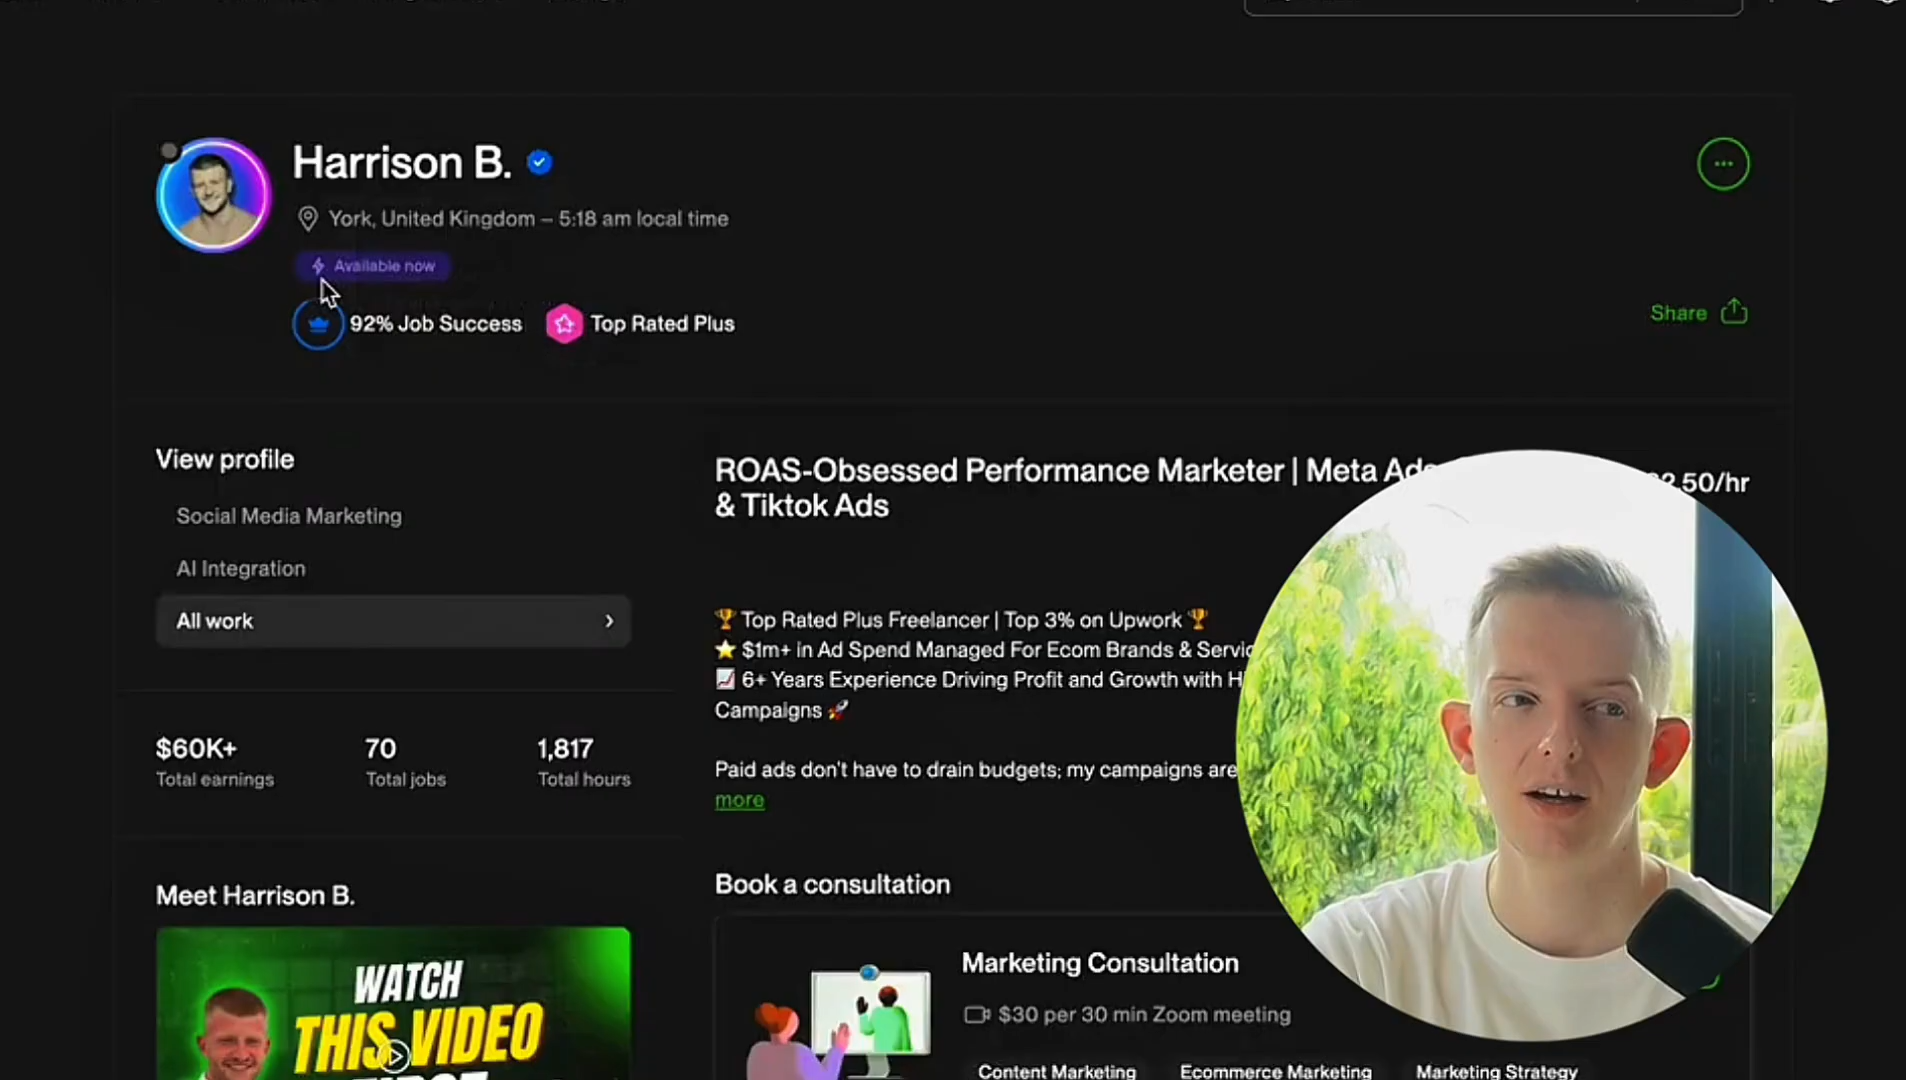 Harrison B.
York, United Kingdom – 5:18 am local time
Available now
92% Job Success
Top Rated Plus
Share
View profile
Social Media Marketing
AI Integration
All work
$60K+
Total earnings
70
Total jobs
1,817
Total hours
Meet Harrison B.
WATCH
THIS VIDEO
ROAS-Obsessed Performance Marketer | Meta
& Tiktok Ads
.50/hr
🏆 Top Rated Plus Freelancer | Top 3% on Upwork 🏆
⭐ $1m+ in Ad Spend Managed For Ecom Brands &
📈 6+ Years Experience Driving Profit and Growth with
Campaigns 🚀
Paid ads don't have to drain budgets; my campaigns are
more
Book a consultation
Marketing Consultation
$30 per 30 min Zoom meeting
Content Marketing
Ecommerce Marketing
Marketing Strategy